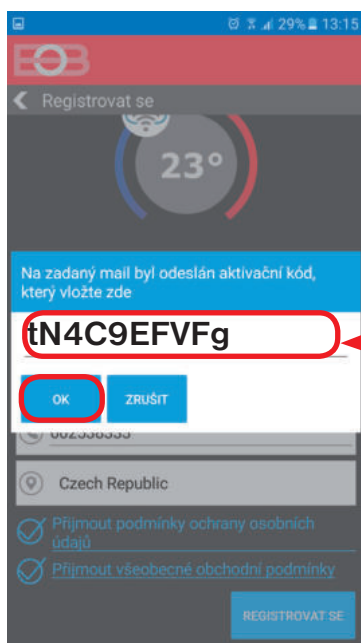 29% 13:15
EOB
Registrovat se
23°
Na zadaný mail byl odeslán aktivační kód,
který vložte zde
tN4C9EFVFg
OK ZRUŠIT
Czech Republic
Přijmout podmínky ochrany osobních
údajů
Přijmout všeobecné obchodní podmínky
REGISTROVAT SE